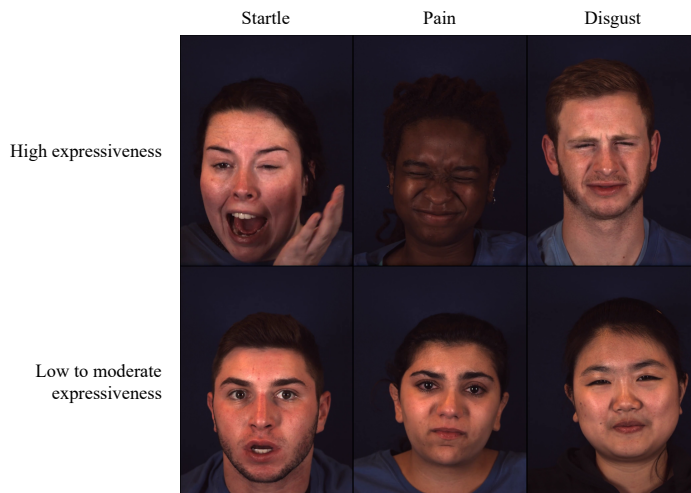 Startle Pain Disgust
High expressiveness
Low to moderate
expressiveness